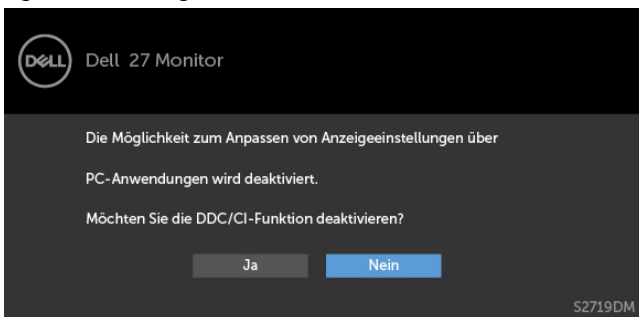 DELL
Dell 27 Monitor
Die Möglichkeit zum Anpassen von Anzeigeeinstellungen über
PC-Anwendungen wird deaktiviert.
Möchten Sie die DDC/CI-Funktion deaktivieren?
Ja
Nein
S2719DM